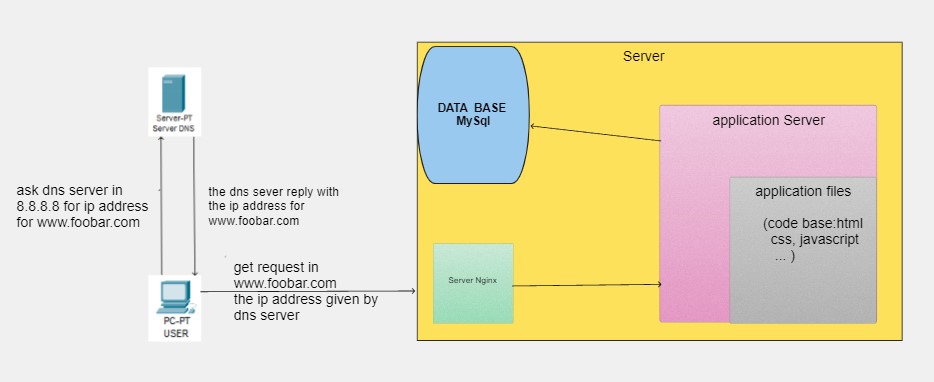 Server
DATA BASE
MySql
application Server
Server-PT
Server DNS
application files
ask dns server in
8.8.8.8 for ip address
for www.foobar.com
the dns sever reply with
the ip address for
www.foobar.com
(code base:html
css, javascript
... )
get request in
www.foobar.com
the ip address given by
dns server
Server Nginx
PC-PT
USER